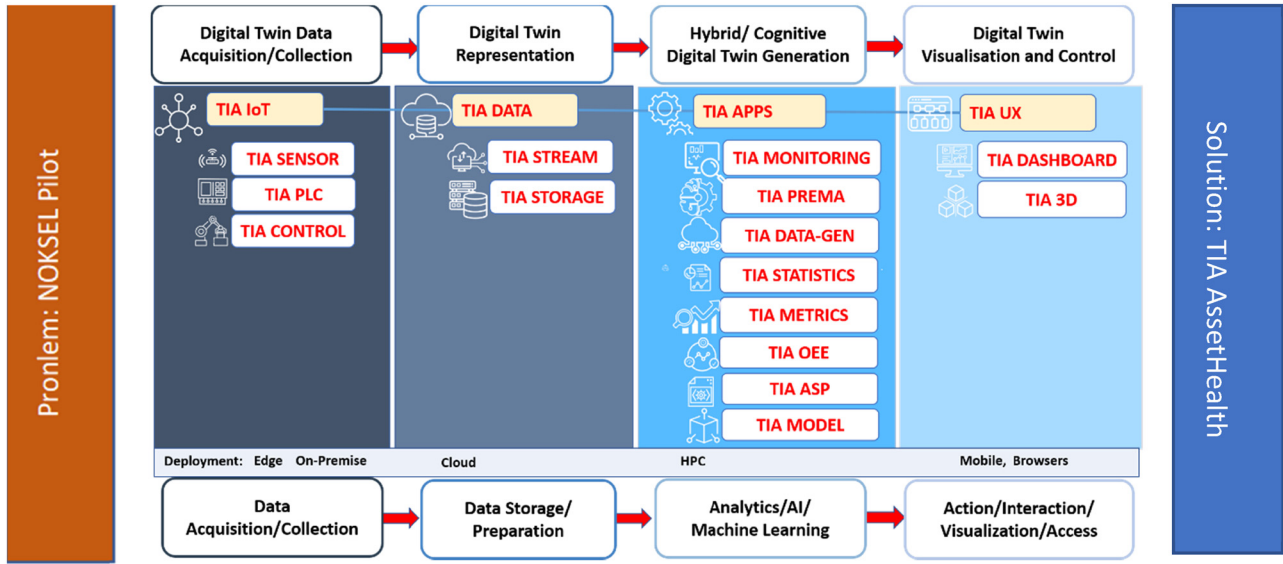 Pronlem: NOKSEL Pilot
Digital Twin Data
Acquisition/Collection
Digital Twin
Representation
Hybrid/ Cognitive
Digital Twin Generation
Digital Twin
Visualisation and Control
TIA IoT
TIA SENSOR
TIA PLC
TIA CONTROL
TIA DATA
TIA STREAM
TIA STORAGE
TIA APPS
TIA MONITORING
TIA PREMA
TIA DATA-GEN
TIA STATISTICS
TIA METRICS
TIA OEE
TIA ASP
TIA MODEL
TIA UX
TIA DASHBOARD
TIA 3D
Deployment: Edge On-Premise Cloud HPC Mobile, Browsers
Data
Acquisition/Collection
Data Storage/
Preparation
Analytics/AI/
Machine Learning
Action/Interaction/
Visualization/Access
Solution: TIA AssetHealth